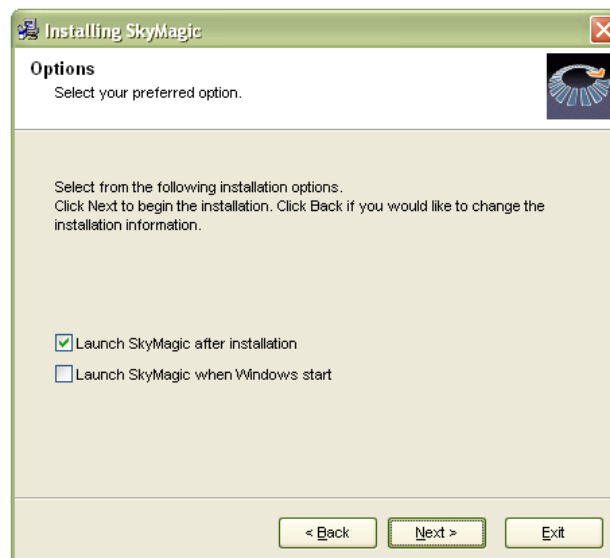 Installing SkyMagic
Options
Select your preferred option.
Select from the following installation options.
Click Next to begin the installation. Click Back if you would like to change the
installation information.
Launch SkyMagic after installation
Launch SkyMagic when Windows start
< Back
Next >
Exit